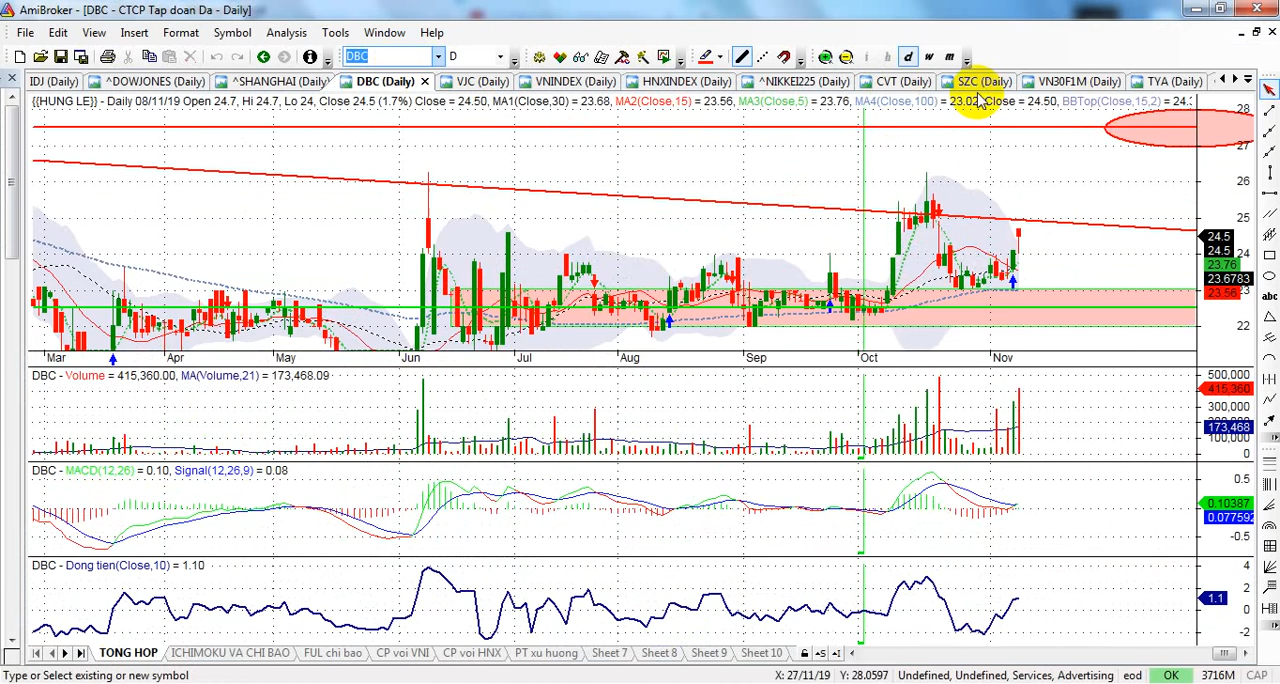 AmiBroker - [DBC - CTCP Tap doan Da - Daily]
File Edit View Insert Format Symbol Analysis Tools Window Help
DBC D i h d w m
IDJ (Daily) ^DOWJONES (Daily) ^SHANGHAI (Daily) DBC (Daily) VJC (Daily) VNINDEX (Daily) HNXINDEX (Daily) ^NIKKEI225 (Daily) CVT (Daily) SZC (Daily) VN30F1M (Daily) TYA (Daily)
{{HUNG LE}} - Daily 08/11/19 Open 24.7, Hi 24.7, Lo 24, Close 24.5 (1.7%) Close = 24.50, MA1(Close,30) = 23.68, MA2(Close,15) = 23.56, MA3(Close,5) = 23.76, MA4(Close,100) = 23.02, Close = 24.50, BBTop(Close,15,2) = 24.
28
27
26
25
24.5
24
24.5
23.76
23.6783
23
23.56
22
Mar Apr May Jun Jul Aug Sep Oct Nov
DBC - Volume = 415,360.00, MA(Volume,21) = 173,468.09
500,000
415,360
300,000
173,468
100,000
0
DBC - MACD(12,26) = 0.10, Signal(12,26,9) = 0.08
0.5
0.10387
0.077592
-0.5
DBC - Dong tien(Close,10) = 1.10
4
2
1.1
0
-2
TONG HOP ICHIMOKU VA CHI BAO FUL chi bao CP voi VNI CP voi HNX PT xu huong Sheet 7 Sheet 8 Sheet 9 Sheet 10
Type or Select existing or new symbol X: 27/11/19 Y: 28.0597 Undefined, Undefined, Services, Advertising eod OK 3716M CAP
abc